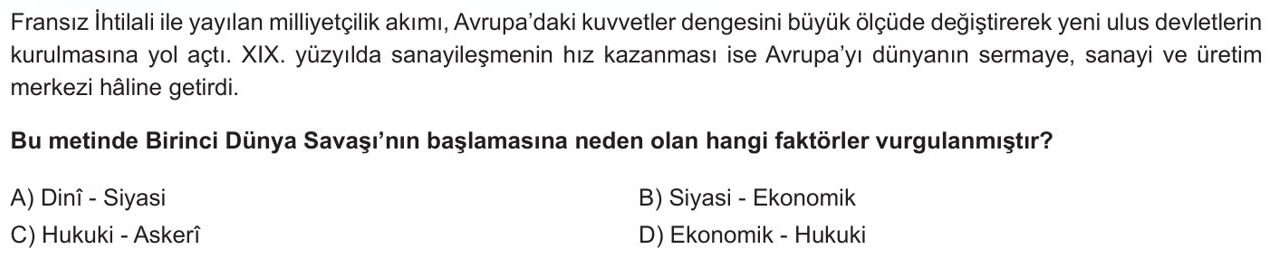 Fransız İhtilali ile yayılan milliyetçilik akımı, Avrupa’daki kuvvetler dengesini büyük ölçüde değiştirerek yeni ulus devletlerin
kurulmasına yol açtı. XIX. yüzyılda sanayileşmenin hız kazanması ise Avrupa’yı dünyanın sermaye, sanayi ve üretim
merkezi hâline getirdi.
Bu metinde Birinci Dünya Savaşı’nın başlamasına neden olan hangi faktörler vurgulanmıştır?
A) Dinî - Siyasi
B) Siyasi - Ekonomik
C) Hukuki - Askerî
D) Ekonomik - Hukuki